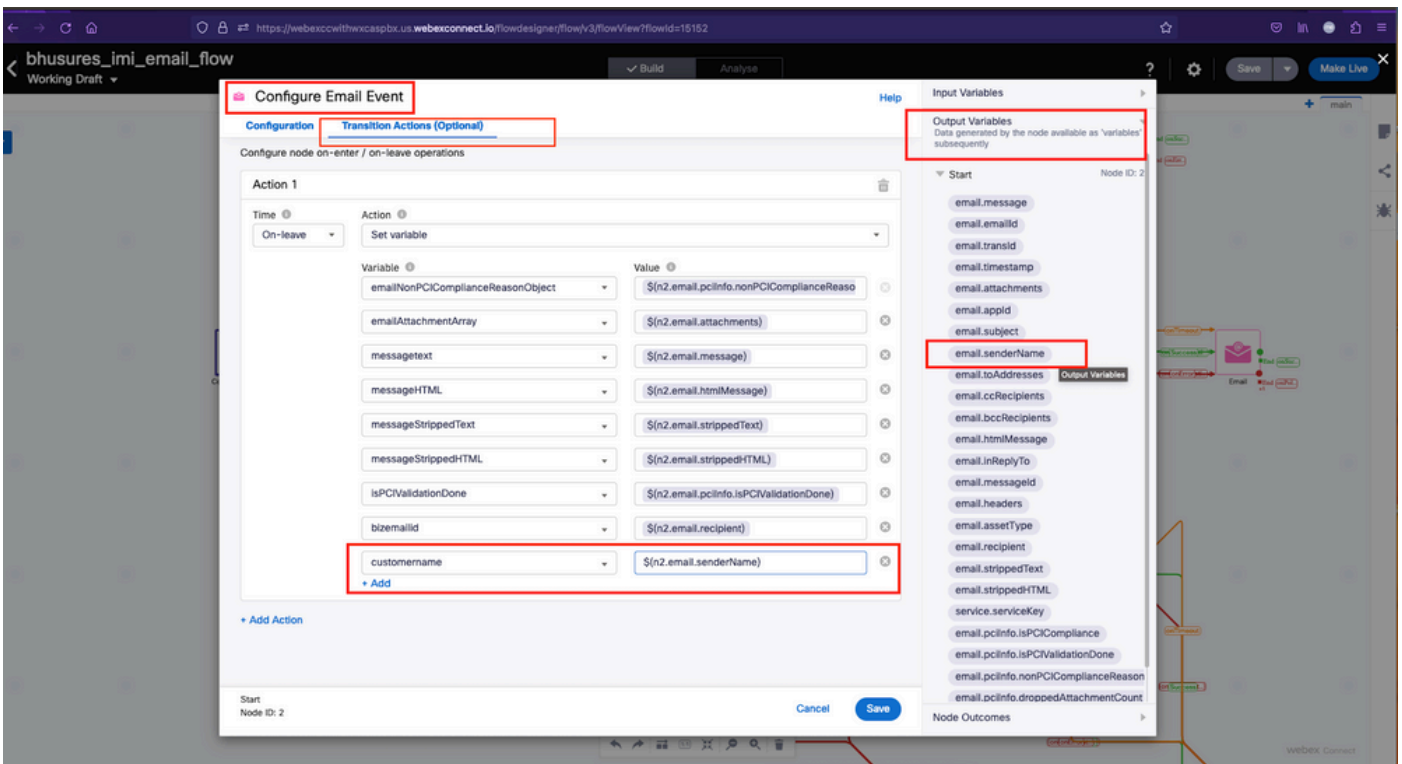 https://webexccwithwxcaspbx.us.webexconnect.io/flowdesigner/flow/v3/flowView?flowId=15152
bhusures_imi_email_flow
Working Draft
Build
Analyse
?
Save
Make Live
main
Configure Email Event
Help
Configuration
Transition Actions (Optional)
Configure node on-enter / on-leave operations
Action 1
Time
Action
On-leave
Set variable
Variable
Value
emailNonPCIComplianceReasonObject
$(n2.email.pciInfo.nonPCIComplianceReaso
emailAttachmentArray
$(n2.email.attachments)
messagetext
$(n2.email.message)
messageHTML
$(n2.email.htmlMessage)
messageStrippedText
$(n2.email.strippedText)
messageStrippedHTML
$(n2.email.strippedHTML)
isPCIValidationDone
$(n2.email.pciInfo.isPCIValidationDone)
bizemailid
$(n2.email.recipient)
customername
$(n2.email.senderName)
+ Add
+ Add Action
Start
Node ID: 2
Cancel
Save
Input Variables
Output Variables
Data generated by the node available as 'variables'
subsequently
Start
Node ID: 2
email.message
email.emailId
email.transId
email.timestamp
email.attachments
email.appId
email.subject
email.senderName
email.toAddresses
Output Variables
email.ccRecipients
email.bccRecipients
email.htmlMessage
email.inReplyTo
email.messageId
email.headers
email.assetType
email.recipient
email.strippedText
email.strippedHTML
service.serviceKey
email.pciInfo.isPCICompliance
email.pciInfo.isPCIValidationDone
email.pciInfo.nonPCIComplianceReason
email.pciInfo.droppedAttachmentCount
Node Outcomes
Email
webex Connect